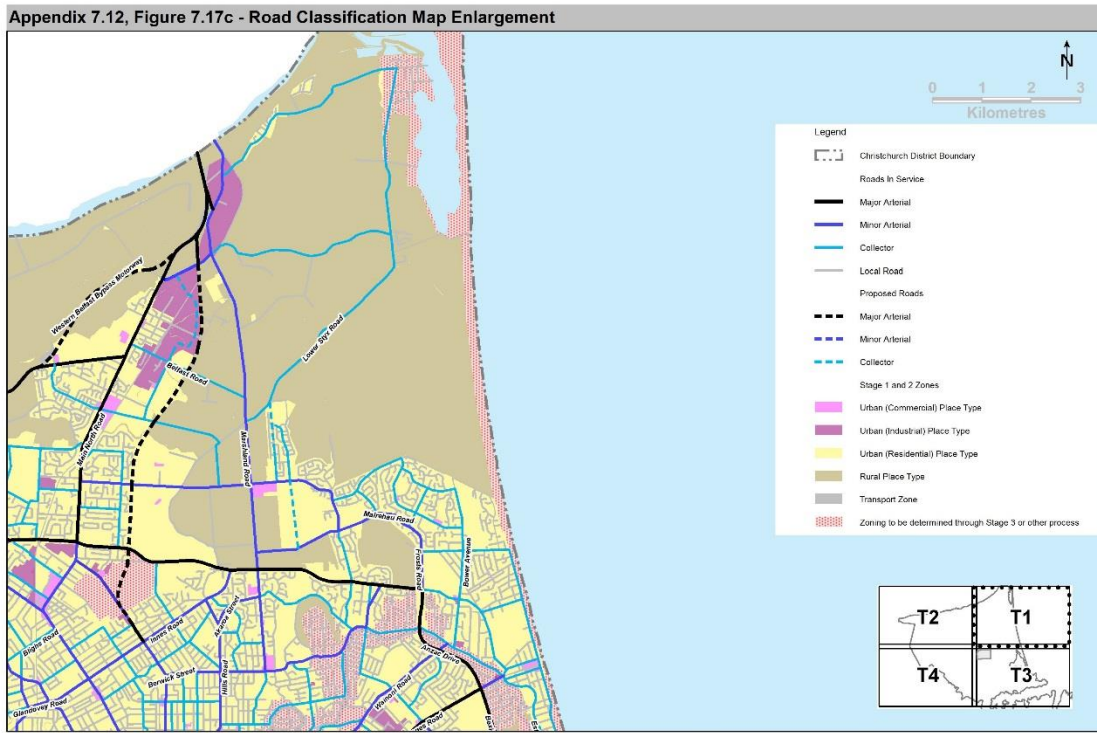 Appendix 7.12, Figure 7.17c - Road Classification Map Enlargement
N
0 1 2 3
Kilometres
Legend
Christchurch District Boundary
Roads In Service
Major Arterial
Minor Arterial
Collector
Local Road
Proposed Roads
Major Arterial
Minor Arterial
Collector
Stage 1 and 2 Zones
Urban (Commercial) Place Type
Urban (Industrial) Place Type
Urban (Residential) Place Type
Rural Place Type
Transport Zone
Zoning to be determined through Stage 3 or other process
Western Belfast Bypass Motorway
Lower Styx Road
Belfast Road
Main North Road
Marshland Road
Mairehau Road
Frosts Road
Bower Avenue
Akaroa Street
Innes Road
Blighs Road
Berwick Street
Hills Road
Anzac Drive
Wainoni Road
Glandovey Road
T2 T1
T4 T3